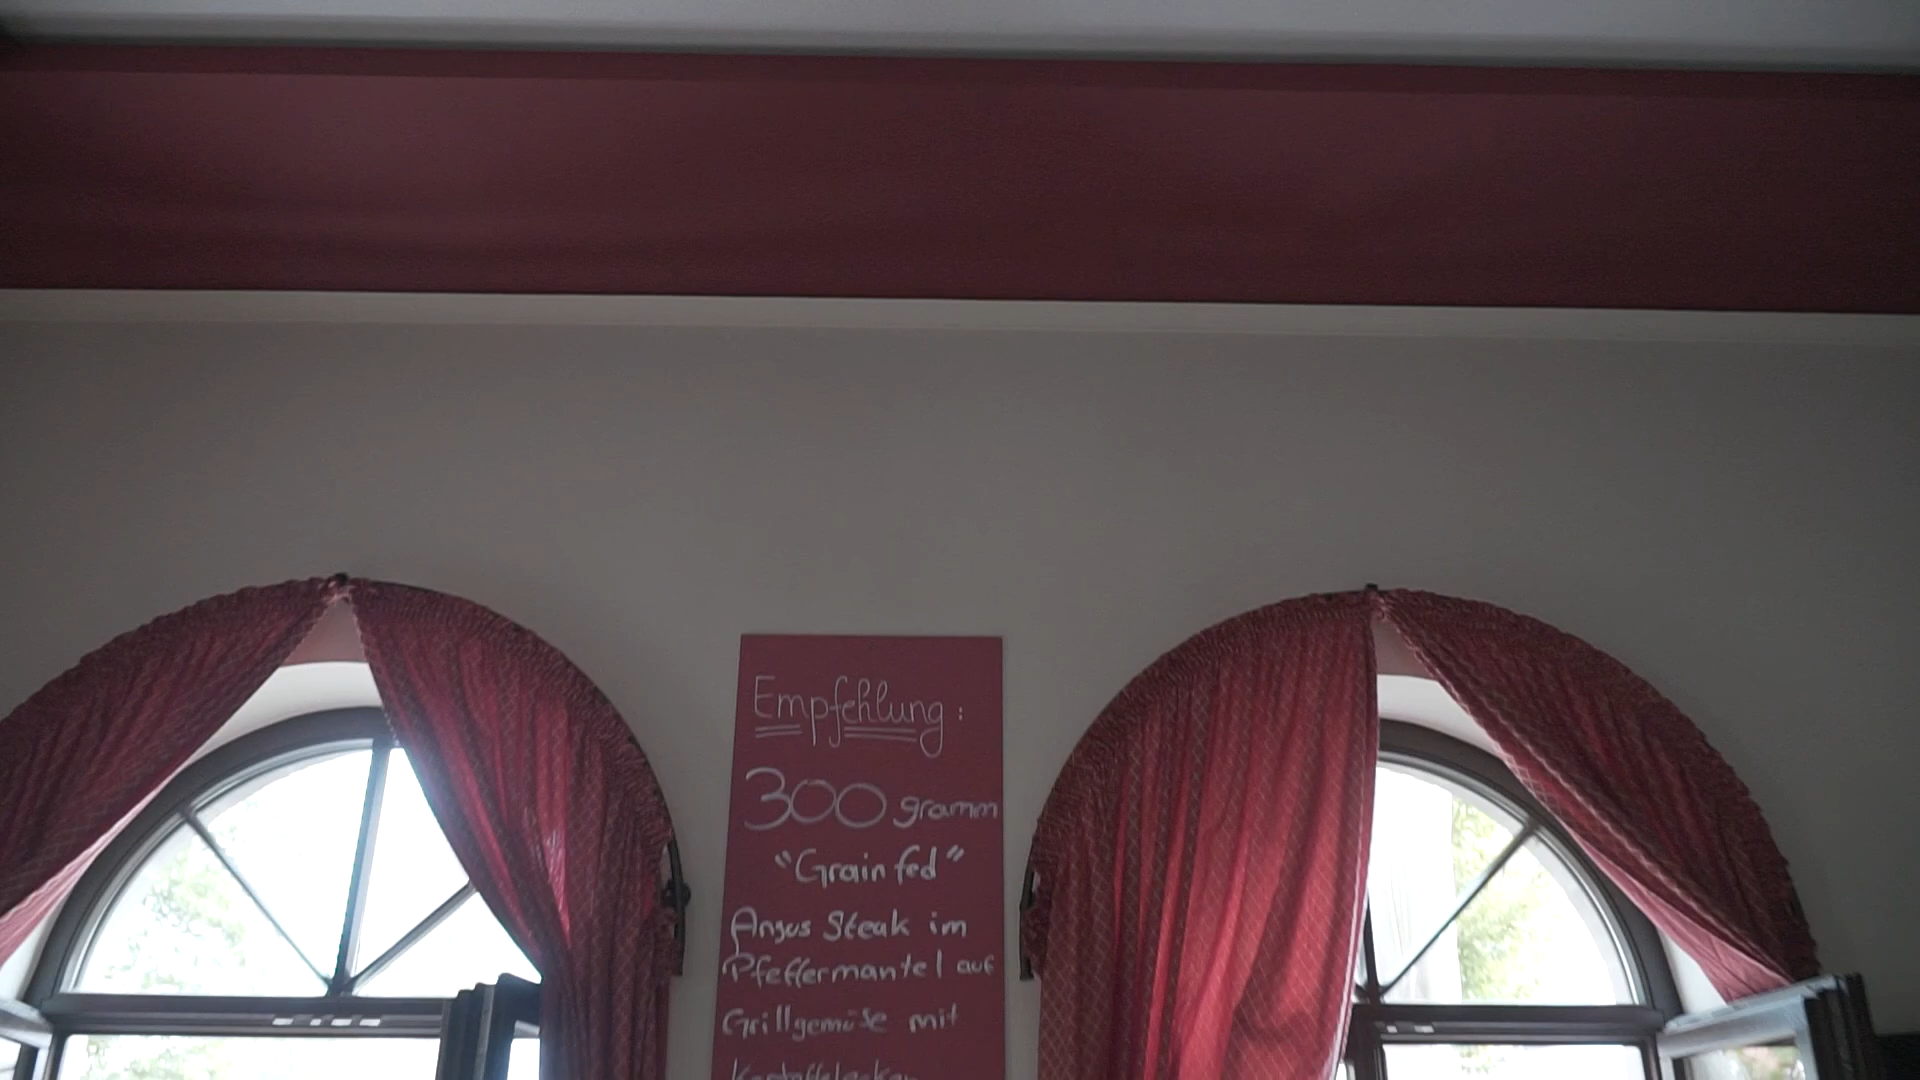 Empfehlung:
300 gramm
"Grain fed"
Angus Steak im
Pfeffermantel auf
Grillgemüse mit